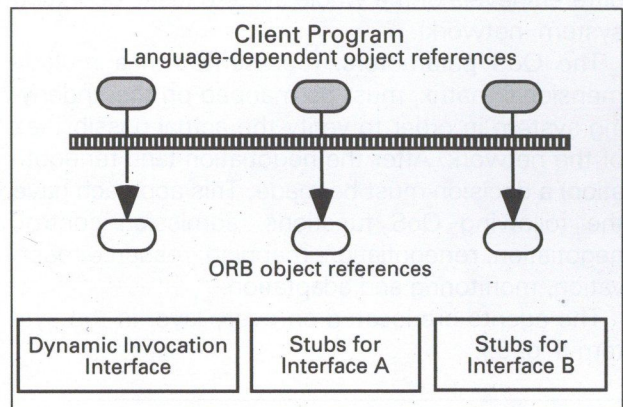 Client Program
Language-dependent object references
ORB object references
Dynamic Invocation
Interface
Stubs for
Interface A
Stubs for
Interface B